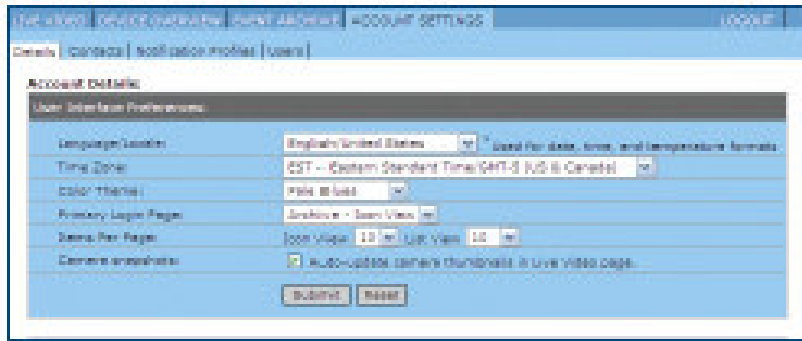 LIVE VIDEO DEVICE OVERVIEW EVENT ARCHIVE ACCOUNT SETTINGS LOGOUT
Details | Contacts | Notification Profiles | Users |
Account Details:
User Interface Preferences:
Language/Locale: English/United States * Used for date, time, and temperature formats
Time Zone: EST -- Eastern Standard Time/GMT-5 (US & Canada)
Color Theme: Pale Blues
Primary Login Page: Archive - Icon View
Items Per Page: Icon View 10 List View 10
Camera snapshots: Auto-update camera thumbnails in Live Video page.
Submit Reset